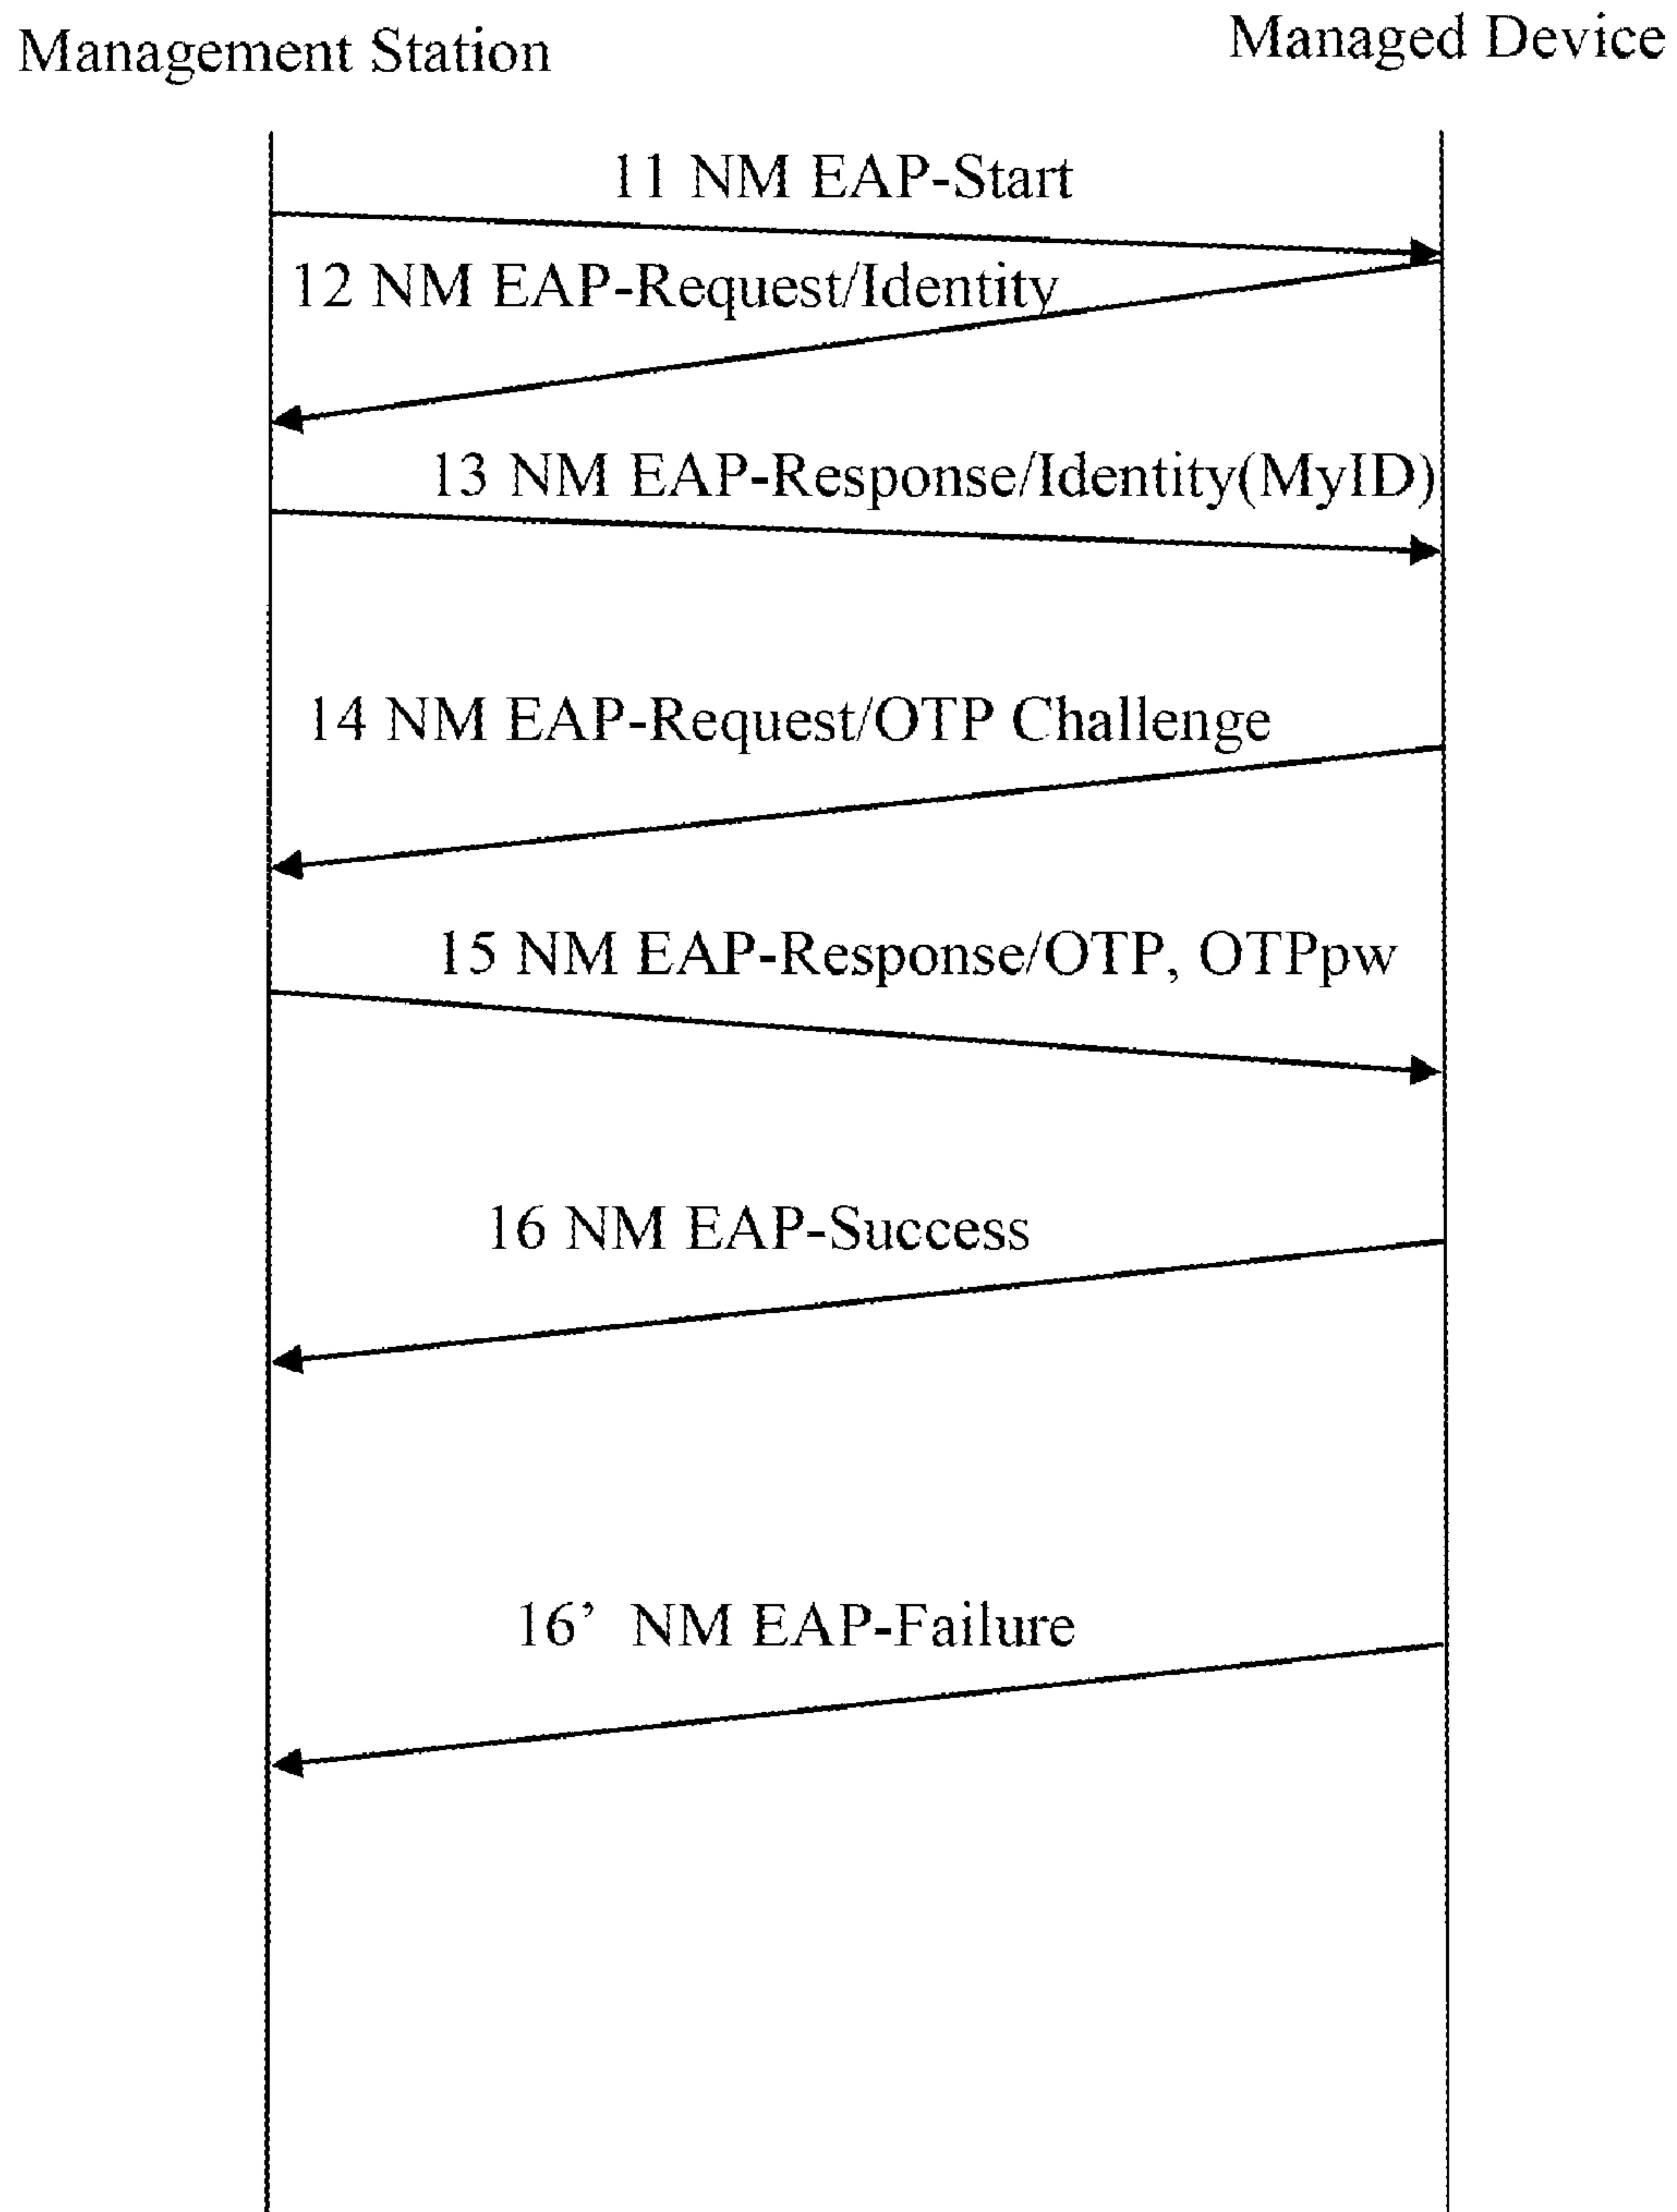 Management Station
Managed Device
11 NM EAP-Start
12 NM EAP-Request/Identity
13 NM EAP-Response/Identity(MyID)
14 NM EAP-Request/OTP Challenge
15 NM EAP-Response/OTP, OTPpw
16 NM EAP-Success
16’ NM EAP-Failure